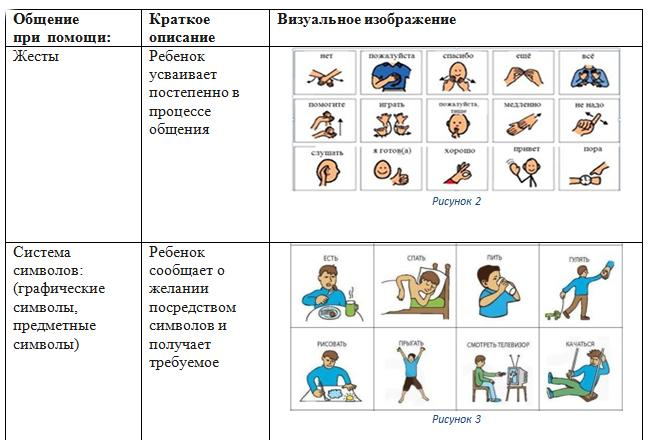 Общение
при помощи:
Краткое
описание
Визуальное изображение
Жесты
Ребенок
усваивает
постепенно в
процессе
общения
нет
пожалуйста
спасибо
ещё
всё
помогите
играть
пожалуйста,
тише
медленно
не надо
слушать
я готов(а)
хорошо
привет
пора
Рисунок 2
Система
символов:
(графические
символы,
предметные
символы)
Ребенок
сообщает о
желании
посредством
символов и
получает
требуемое
ЕСТЬ
СПАТЬ
ПИТЬ
ГУЛЯТЬ
РИСОВАТЬ
ПРЫГАТЬ
СМОТРЕТЬ ТЕЛЕВИЗОР
КАЧАТЬСЯ
Рисунок 3